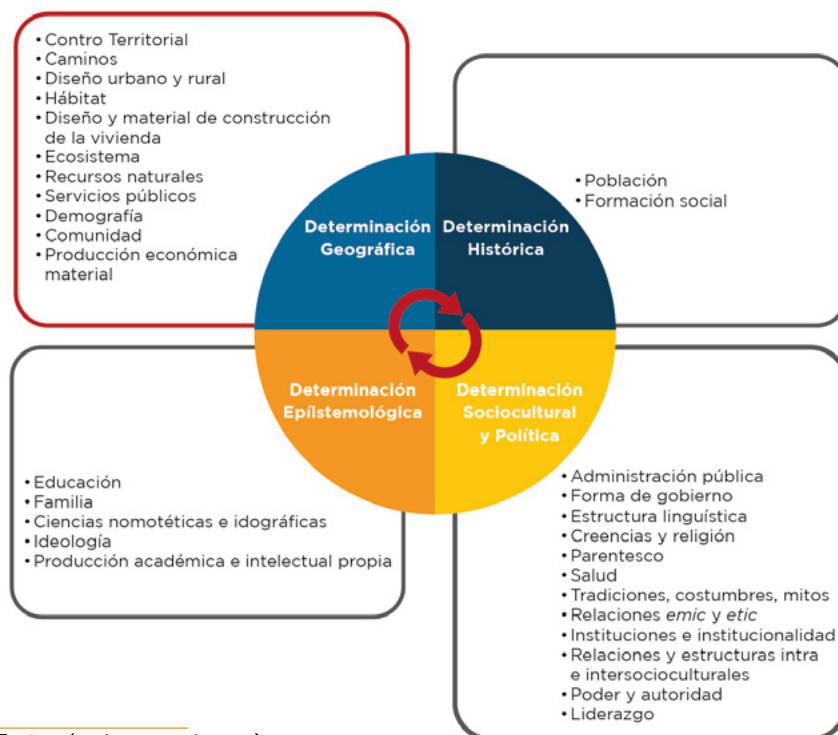 • Contro Territorial
• Caminos
• Diseño urbano y rural
• Hábitat
• Diseño y material de construcción
de la vivienda
• Ecosistema
• Recursos naturales
• Servicios públicos
• Demografía
• Comunidad
• Producción económica
material
• Población
• Formación social
Determinación
Geográfica
Determinación
Histórica
Determinación
Epíistemológica
Determinación
Sociocultural
y Política
• Educación
• Familia
• Ciencias nomotéticas e idográficas
• Ideología
• Producción académica e intelectual propia
• Administración pública
• Forma de gobierno
• Estructura linguística
• Creencias y religión
• Parentesco
• Salud
• Tradiciones, costumbres, mitos
• Relaciones emic y etic
• Instituciones e institucionalidad
• Relaciones y estructuras intra
e intersocioculturales
• Poder y autoridad
• Liderazgo